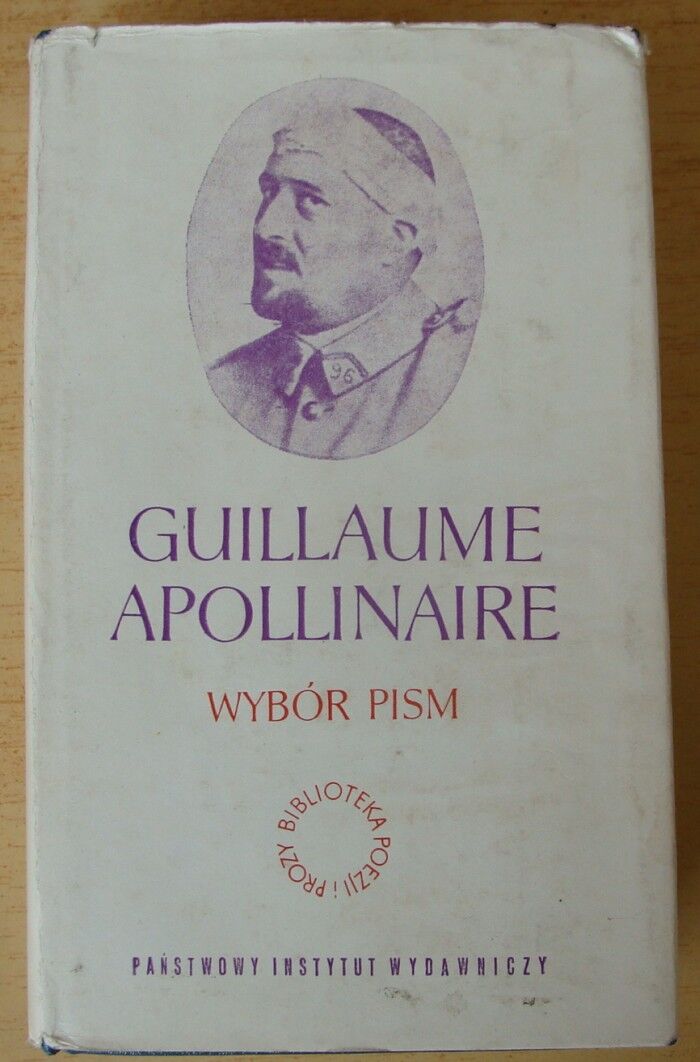 96
GUILLAUME
APOLLINAIRE
WYBÓR PISM
BIBLIOTEKA POEZJI i PROZY
PAŃSTWOWY INSTYTUT WYDAWNICZY